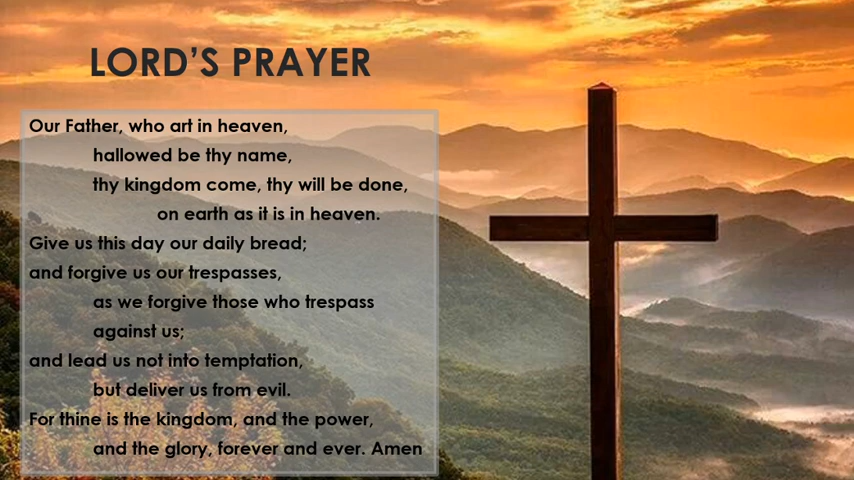 LORD’S PRAYER
Our Father, who art in heaven,
hallowed be thy name,
thy kingdom come, thy will be done,
on earth as it is in heaven.
Give us this day our daily bread;
and forgive us our trespasses,
as we forgive those who trespass
against us;
and lead us not into temptation,
but deliver us from evil.
For thine is the kingdom, and the power,
and the glory, forever and ever. Amen